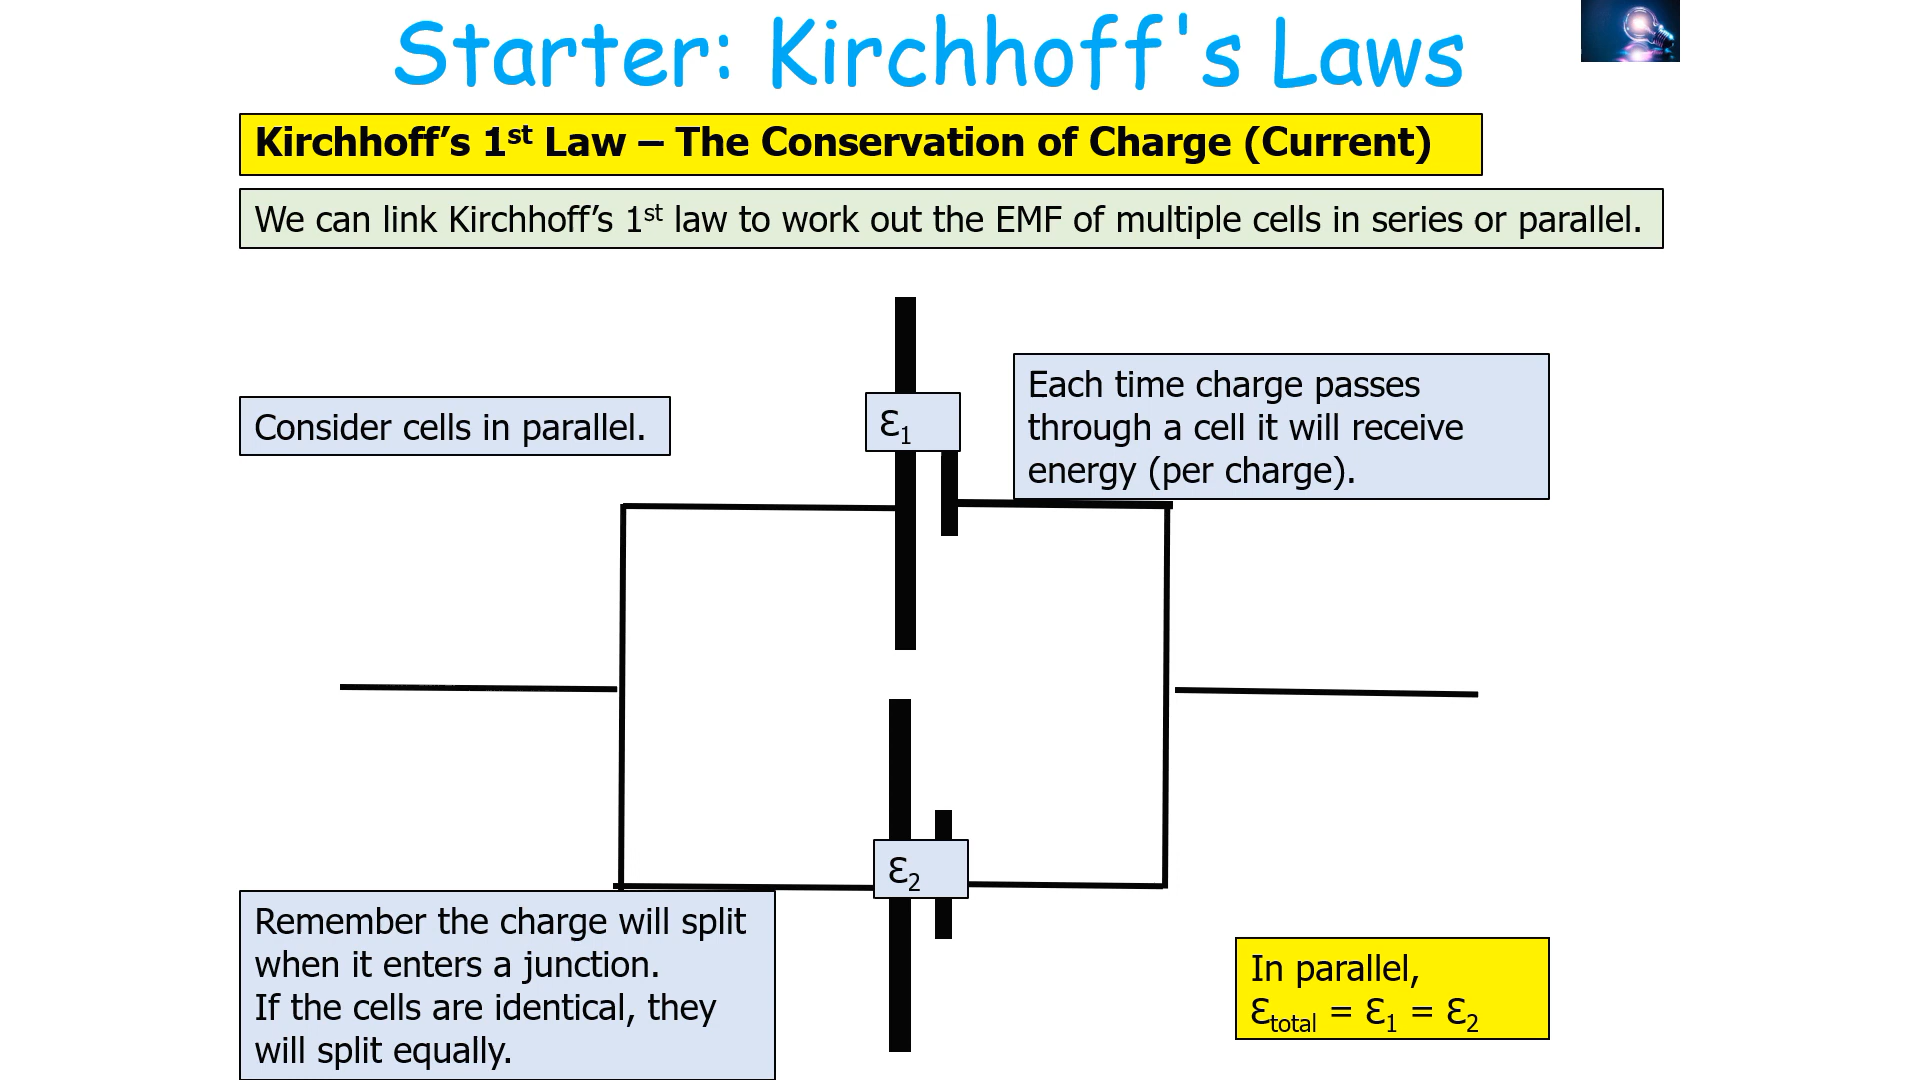 Starter: Kirchhoff's Laws
Kirchhoff’s 1st Law – The Conservation of Charge (Current)
We can link Kirchhoff’s 1st law to work out the EMF of multiple cells in series or parallel.
Consider cells in parallel.
Ɛ1
Each time charge passes
through a cell it will receive
energy (per charge).
Ɛ2
Remember the charge will split
when it enters a junction.
If the cells are identical, they
will split equally.
In parallel,
Ɛtotal = Ɛ1 = Ɛ2